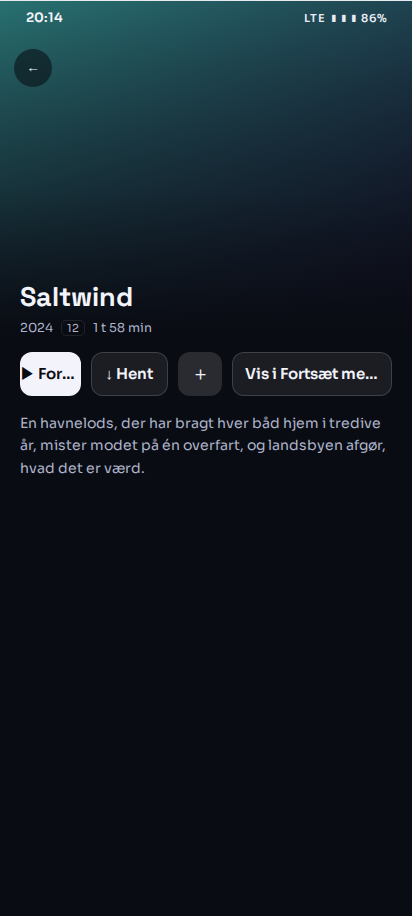 20:14 LTE 86%
←
Saltwind
2024 12 1 t 58 min
▶ For... ↓ Hent + Vis i Fortsæt me...
En havnelods, der har bragt hver båd hjem i tredive
år, mister modet på én overfart, og landsbyen afgør,
hvad det er værd.